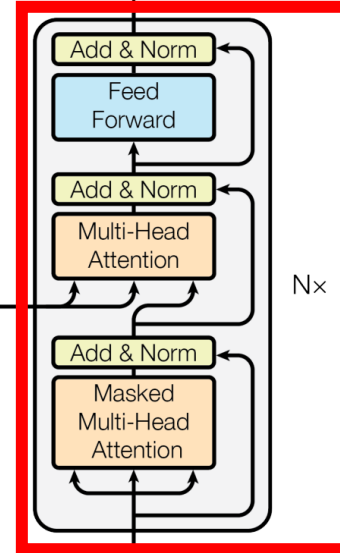 Add & Norm
Feed
Forward
Add & Norm
Multi-Head
Attention
N×
Add & Norm
Masked
Multi-Head
Attention